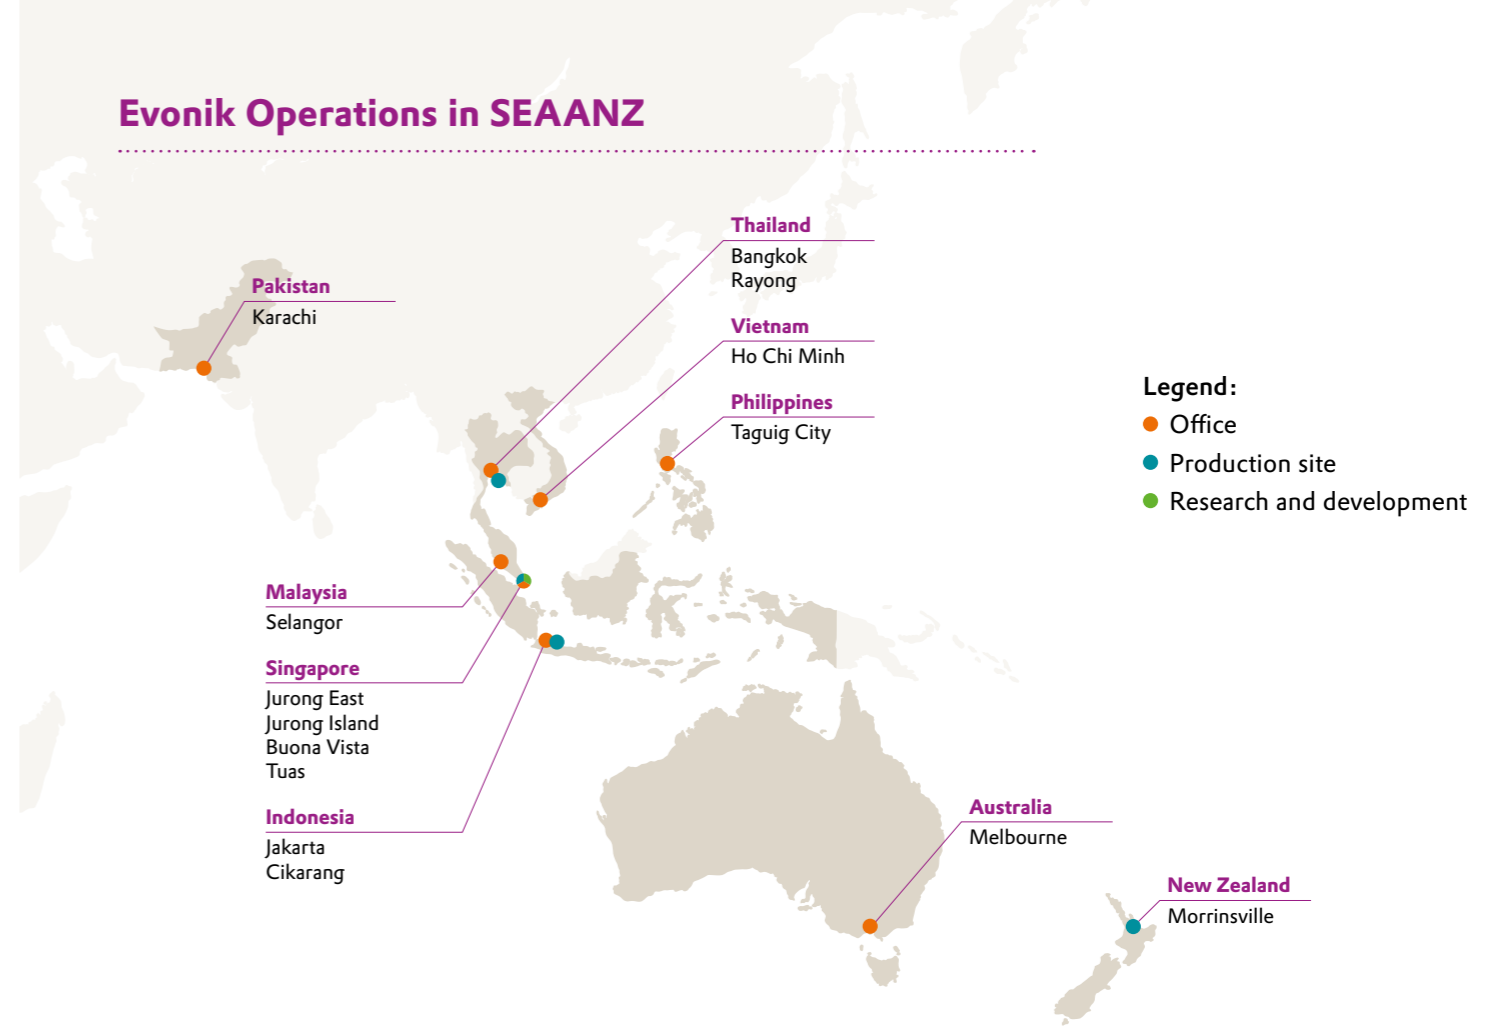 Evonik Operations in SEAANZ
Thailand
Bangkok
Rayong
Pakistan
Karachi
Vietnam
Ho Chi Minh
Philippines
Taguig City
Legend:
Office
Production site
Research and development
Malaysia
Selangor
Singapore
Jurong East
Jurong Island
Buona Vista
Tuas
Indonesia
Jakarta
Cikarang
Australia
Melbourne
New Zealand
Morrinsville